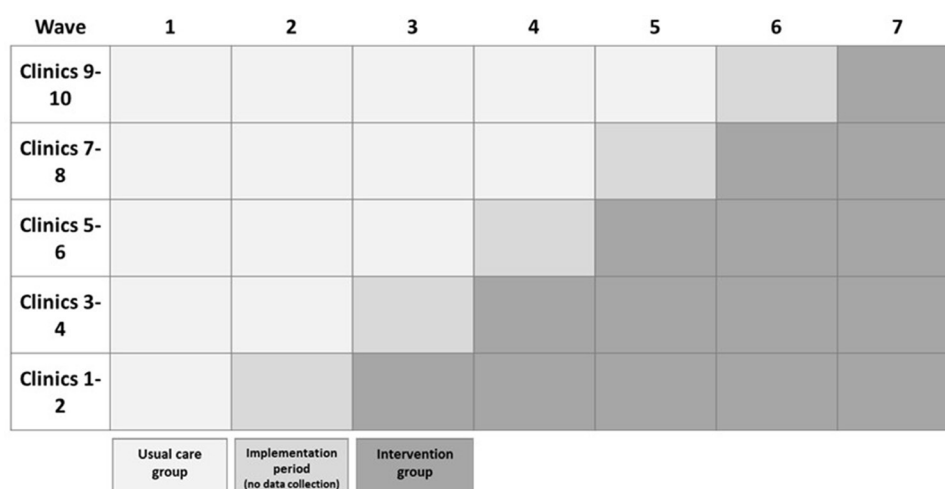 Wave 1 2 3 4 5 6 7
Clinics 9-
10
Clinics 7-
8
Clinics 5-
6
Clinics 3-
4
Clinics 1-
2
Usual care
group
Implementation
period
(no data collection)
Intervention
group